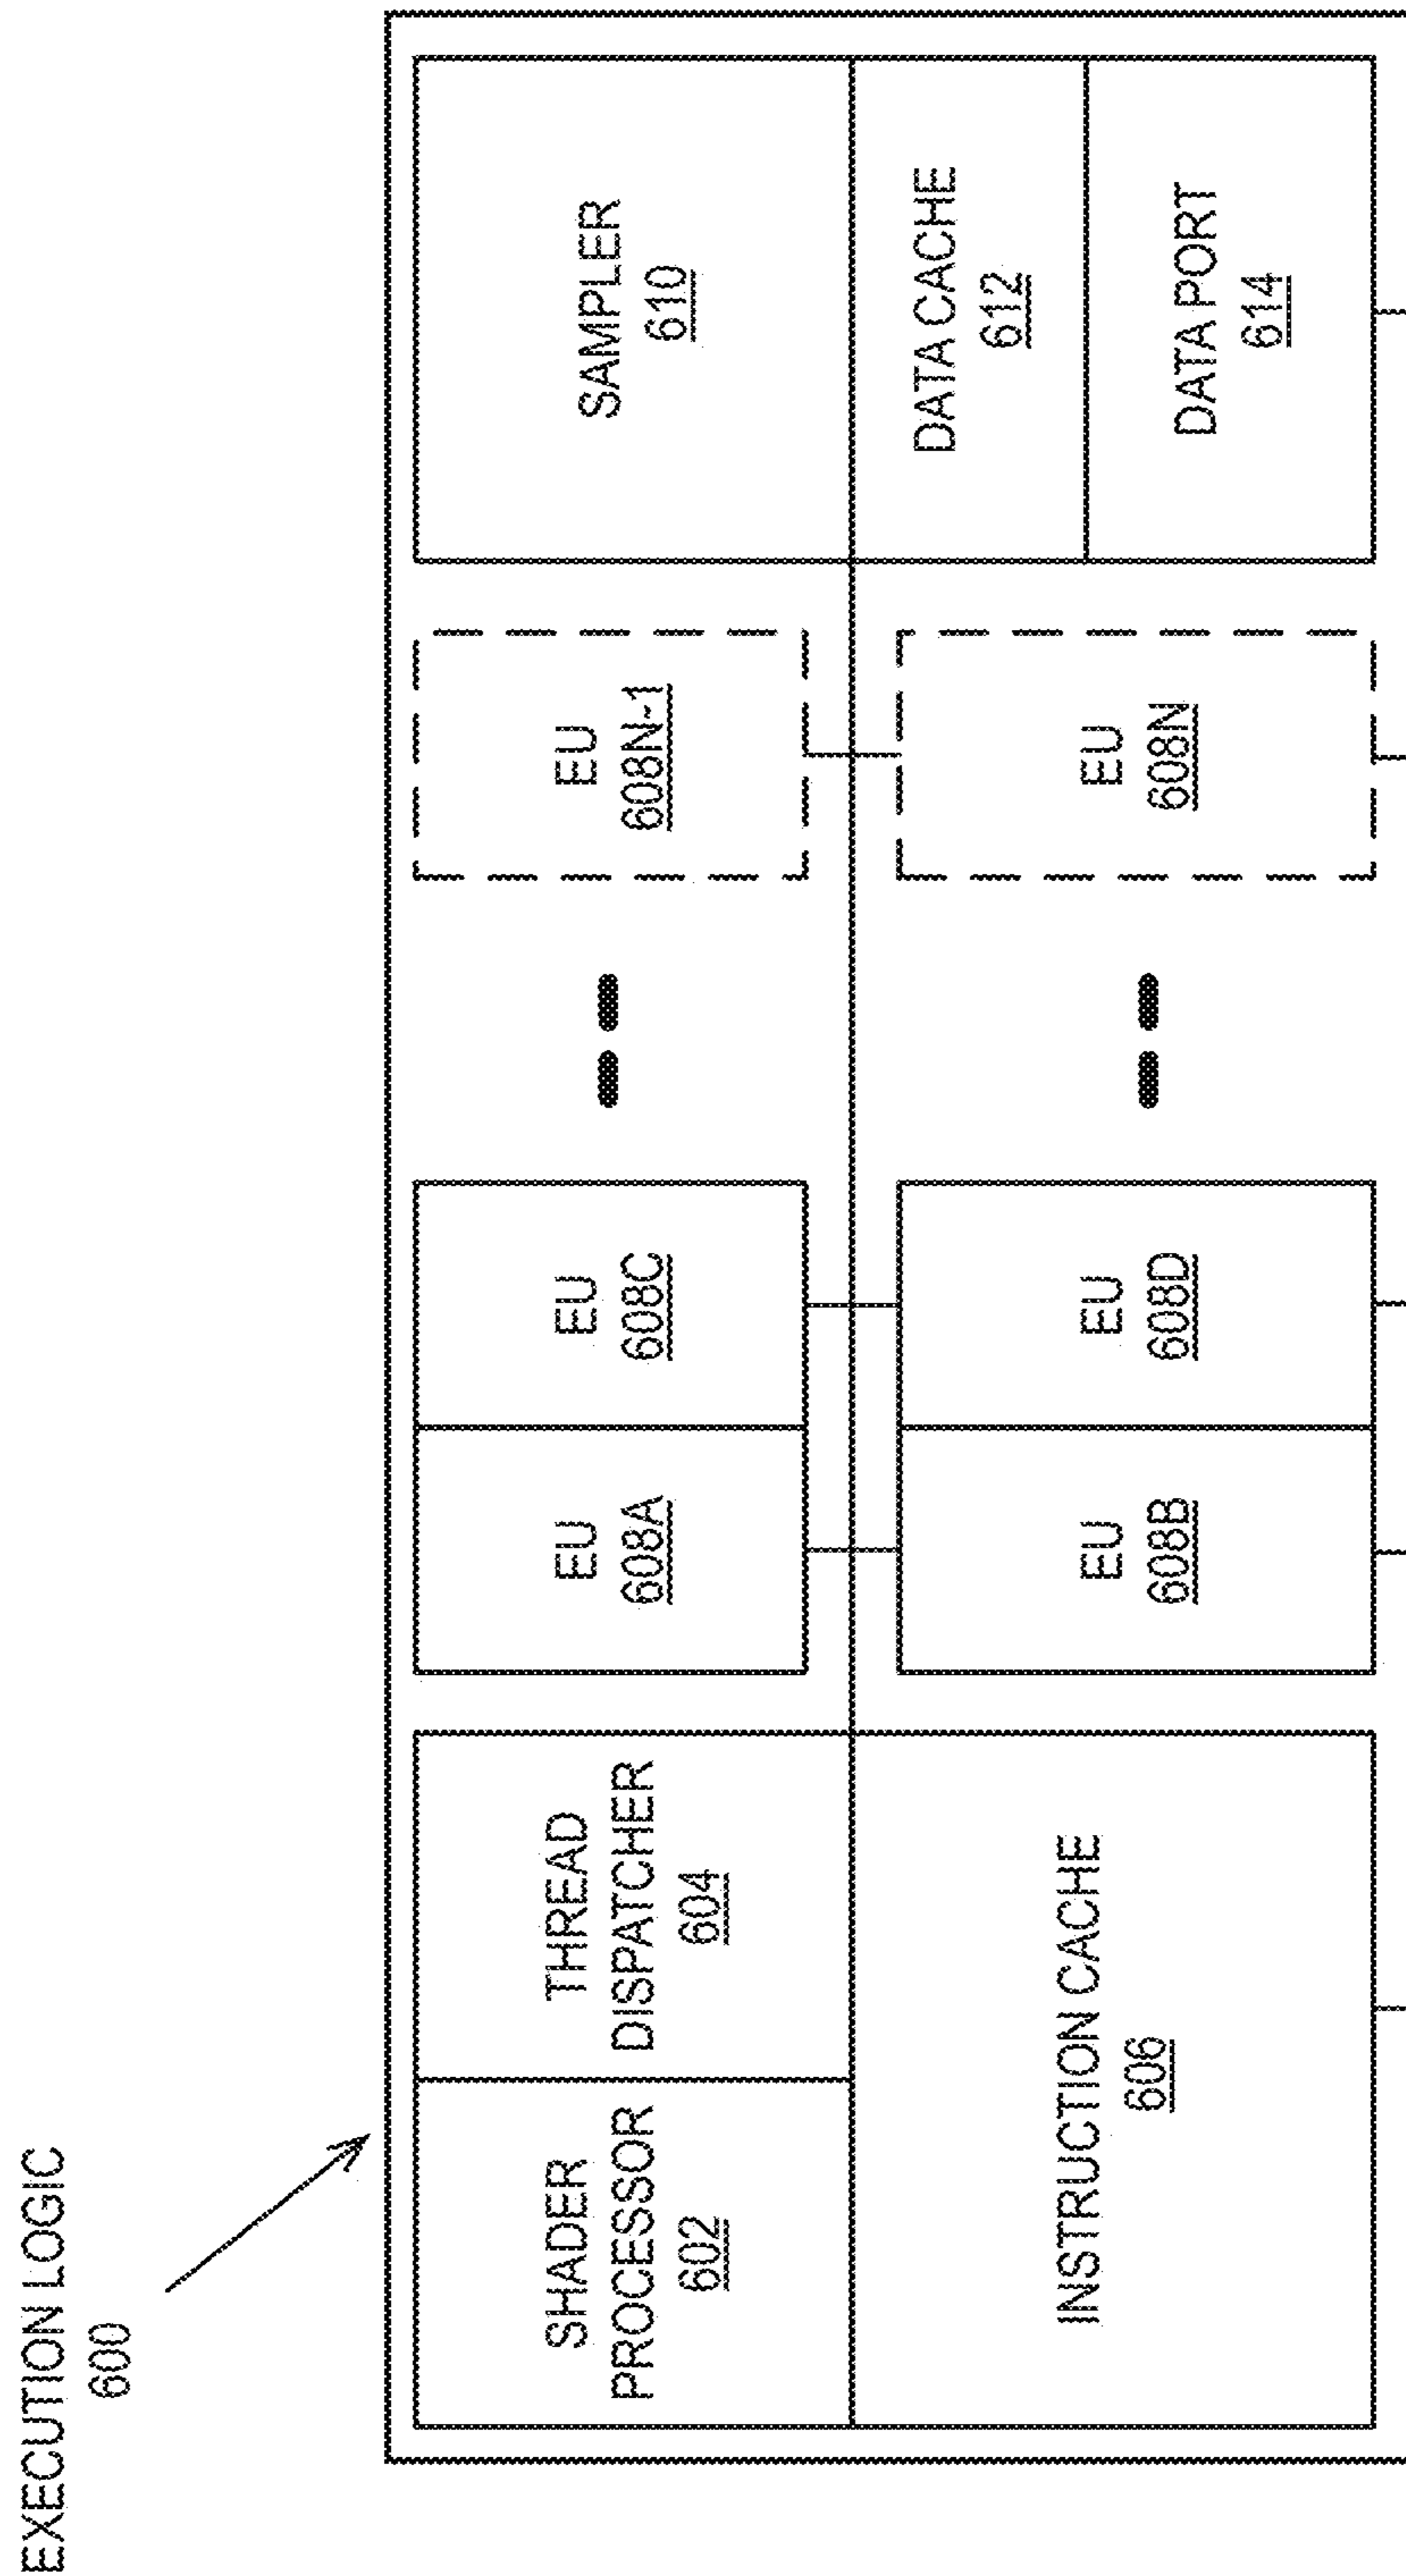 EXECUTION LOGIC
600
SHADER
PROCESSOR
602
THREAD
DISPATCHER
604
INSTRUCTION CACHE
606
EU
608A
EU
608C
EU
608B
EU
608D
EU
608N-1
EU
608N
SAMPLER
610
DATA CACHE
612
DATA PORT
614